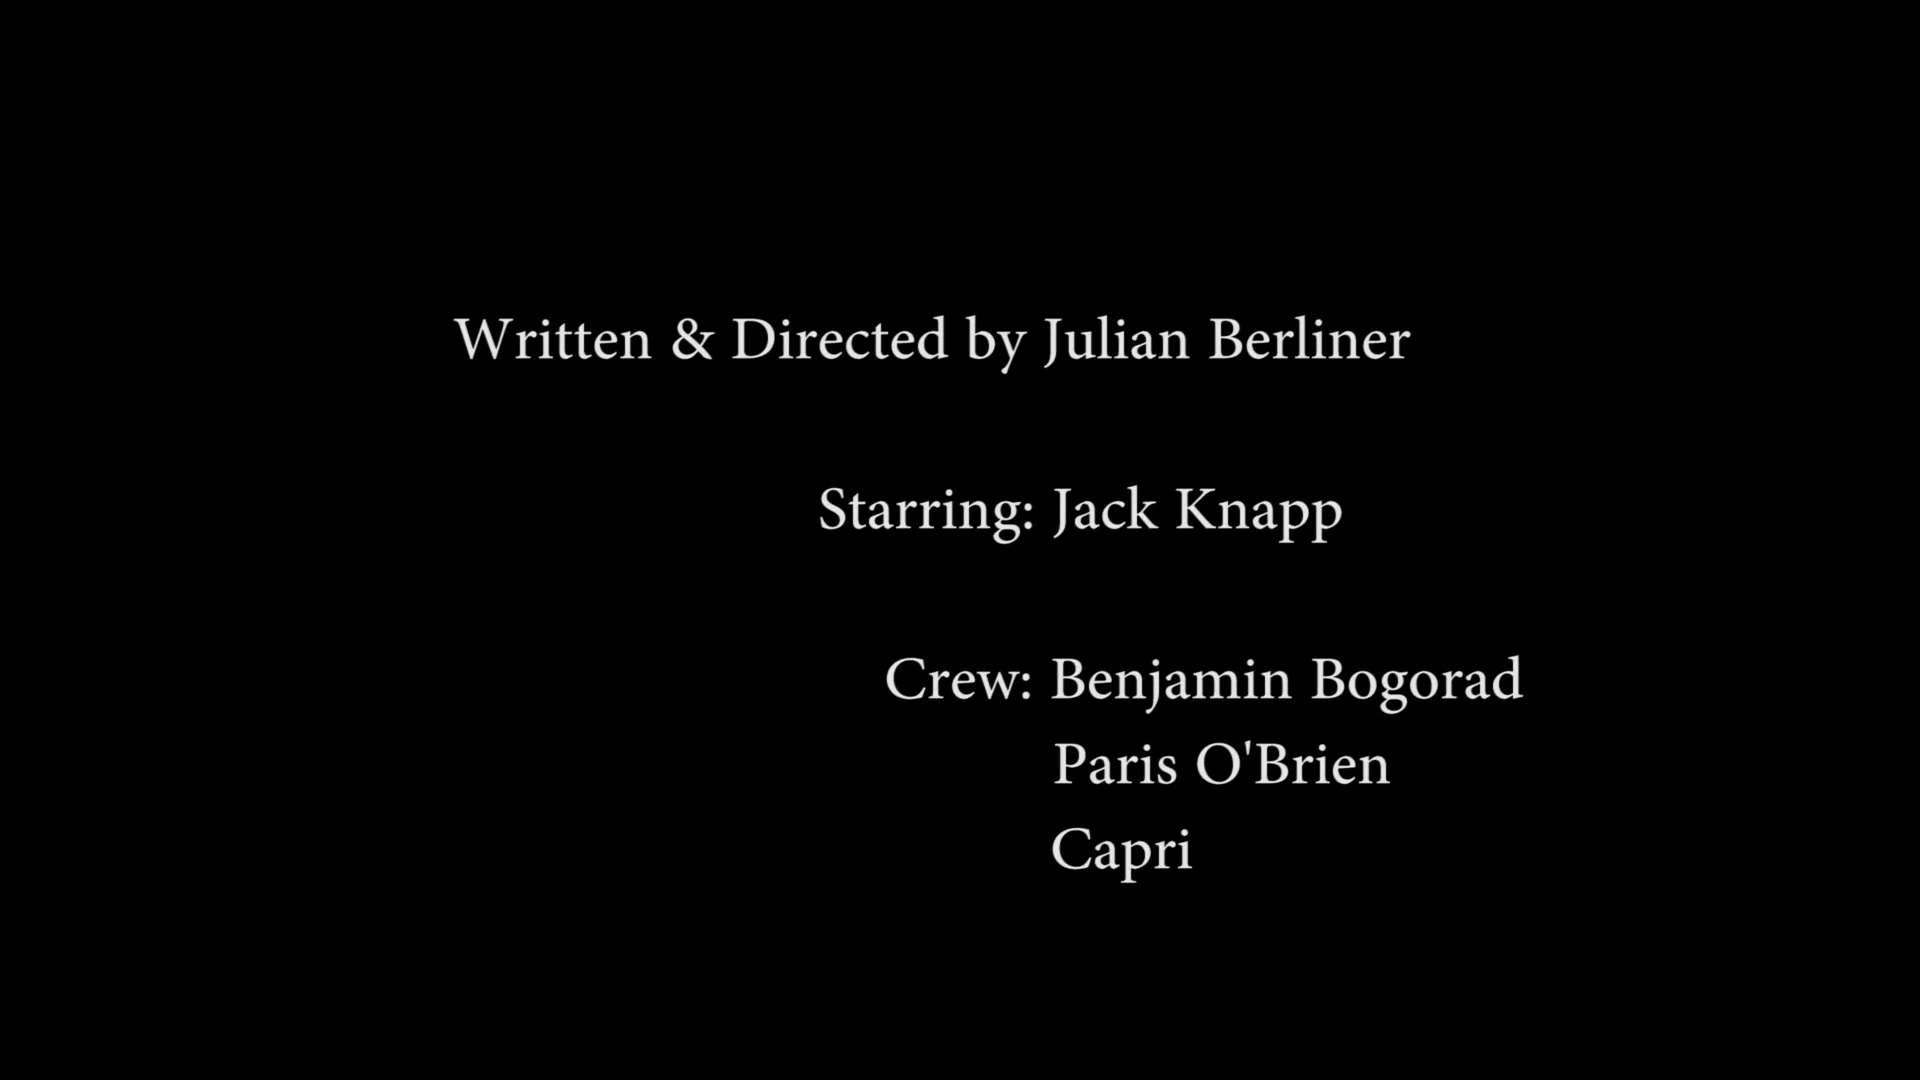 Written & Directed by Julian Berliner
Starring: Jack Knapp
Crew: Benjamin Bogorad
Paris O'Brien
Capri